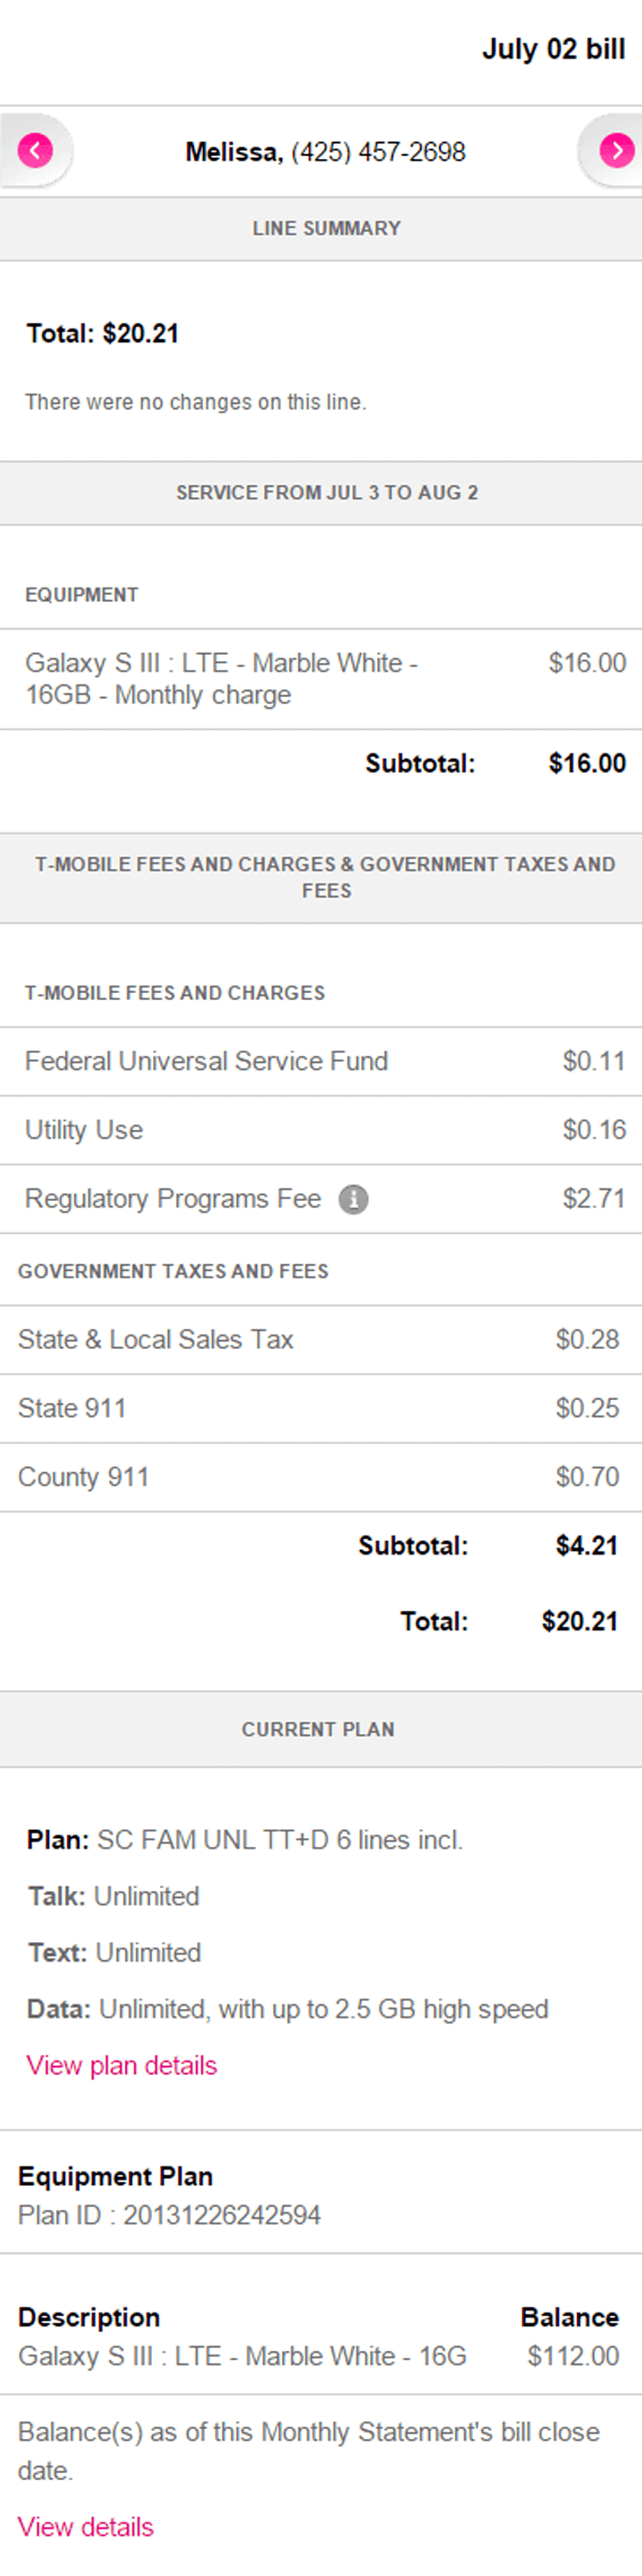 July 02 bill
Melissa, (425) 457-2698
LINE SUMMARY
Total: $20.21
There were no changes on this line.
SERVICE FROM JUL 3 TO AUG 2
EQUIPMENT
Galaxy S III : LTE - Marble White - $16.00
16GB - Monthly charge
Subtotal: $16.00
T-MOBILE FEES AND CHARGES & GOVERNMENT TAXES AND
FEES
T-MOBILE FEES AND CHARGES
Federal Universal Service Fund $0.11
Utility Use $0.16
Regulatory Programs Fee $2.71
GOVERNMENT TAXES AND FEES
State & Local Sales Tax $0.28
State 911 $0.25
County 911 $0.70
Subtotal: $4.21
Total: $20.21
CURRENT PLAN
Plan: SC FAM UNL TT+D 6 lines incl.
Talk: Unlimited
Text: Unlimited
Data: Unlimited, with up to 2.5 GB high speed
View plan details
Equipment Plan
Plan ID : 20131226242594
Description Balance
Galaxy S III : LTE - Marble White - 16G $112.00
Balance(s) as of this Monthly Statement's bill close
date.
View details